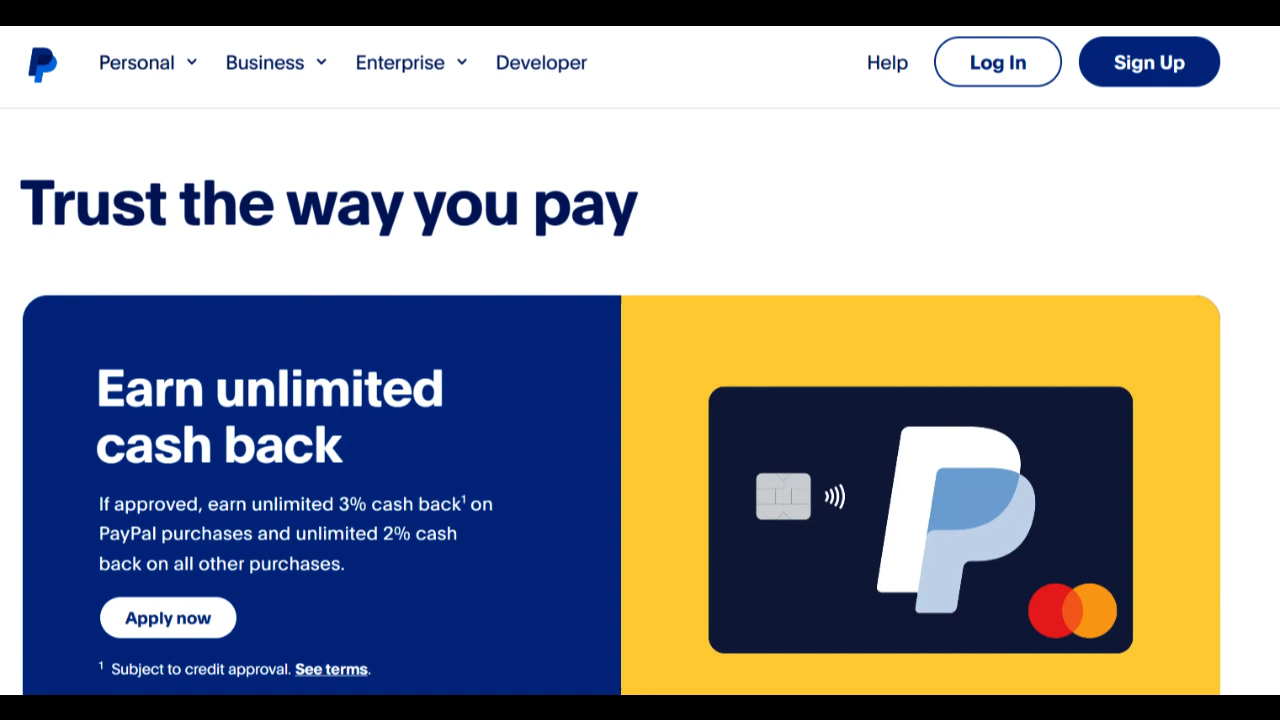 Personal Business Enterprise Developer Help Log In Sign Up
Trust the way you pay
Earn unlimited
cash back
If approved, earn unlimited 3% cash back¹ on
PayPal purchases and unlimited 2% cash
back on all other purchases.
Apply now
¹ Subject to credit approval. See terms.